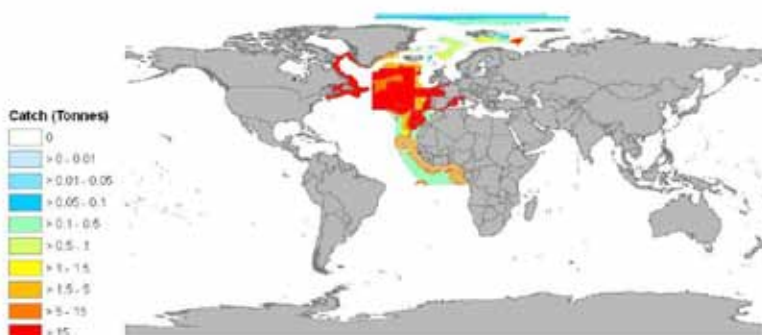 Catch (Tonnes)
0
> 0 - 0.01
> 0.01 - 0.05
> 0.05 - 0.1
> 0.1 - 0.5
> 0.5 - 1
> 1 - 1.5
> 1.5 - 5
> 5 - 15
> 15